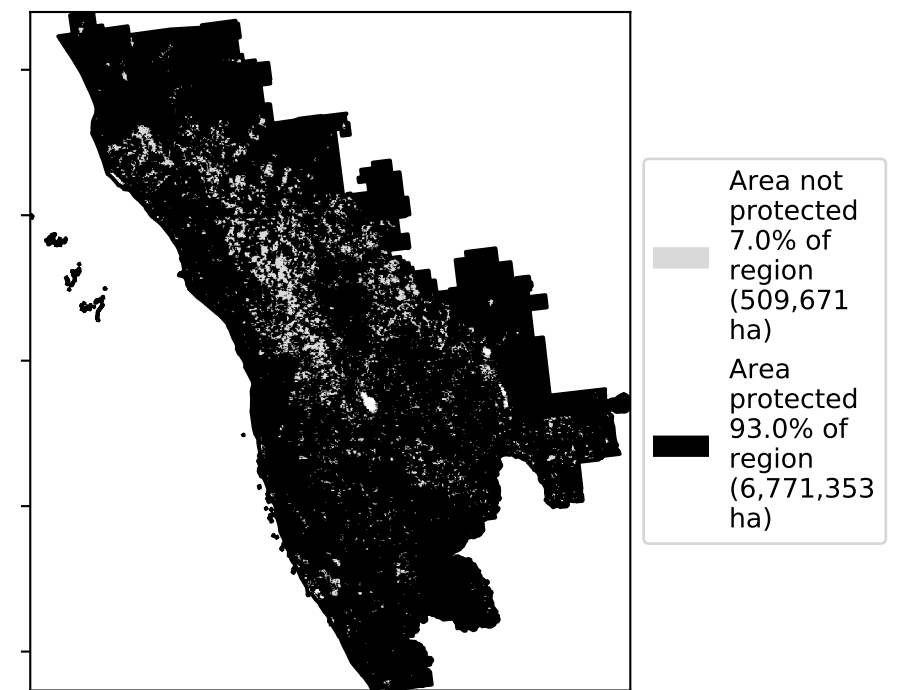 Area not
protected
7.0% of
region
(509,671
ha)
Area
protected
93.0% of
region
(6,771,353
ha)